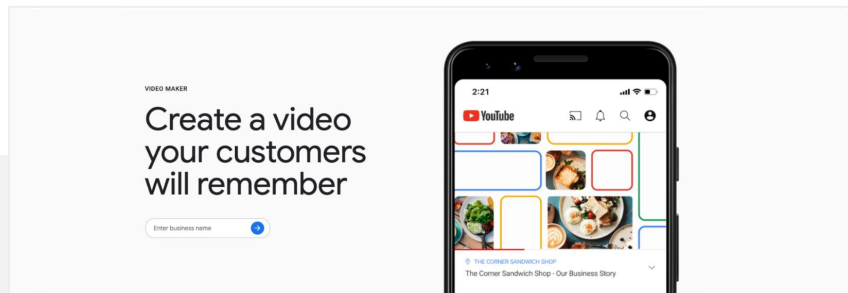 VIDEO MAKER
Create a video
your customers
will remember
Enter business name
2:21
YouTube
THE CORNER SANDWICH SHOP
The Corner Sandwich Shop - Our Business Story